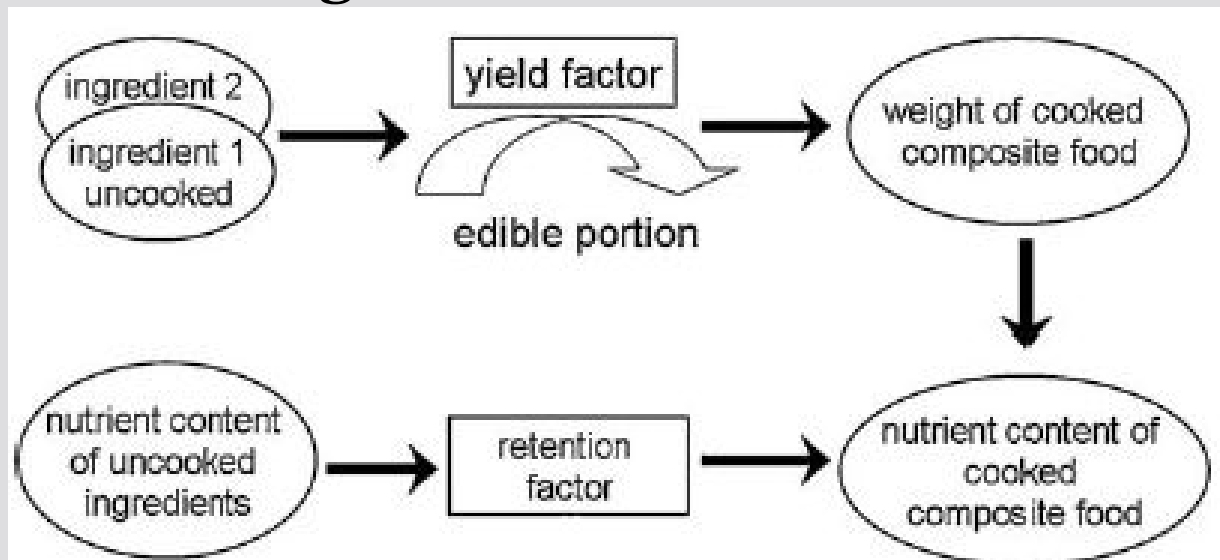 ingredient 2
ingredient 1
uncooked
yield factor
edible portion
weight of cooked
composite food
nutrient content
of uncooked
ingredients
retention
factor
nutrient content of
cooked
composite food